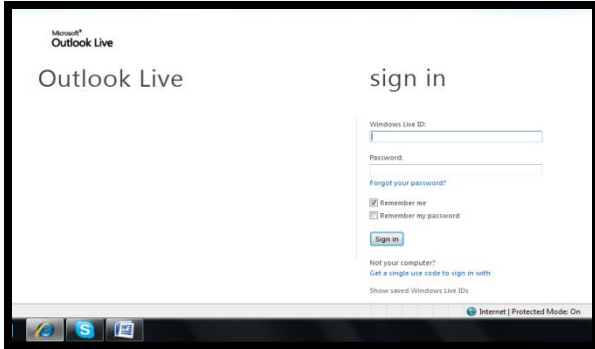 Microsoft®
Outlook Live
Outlook Live
sign in
Windows Live ID:
Password:
Forgot your password?
Remember me
Remember my password
Sign in
Not your computer?
Get a single use code to sign in with
Show saved Windows Live IDs
Internet | Protected Mode: On